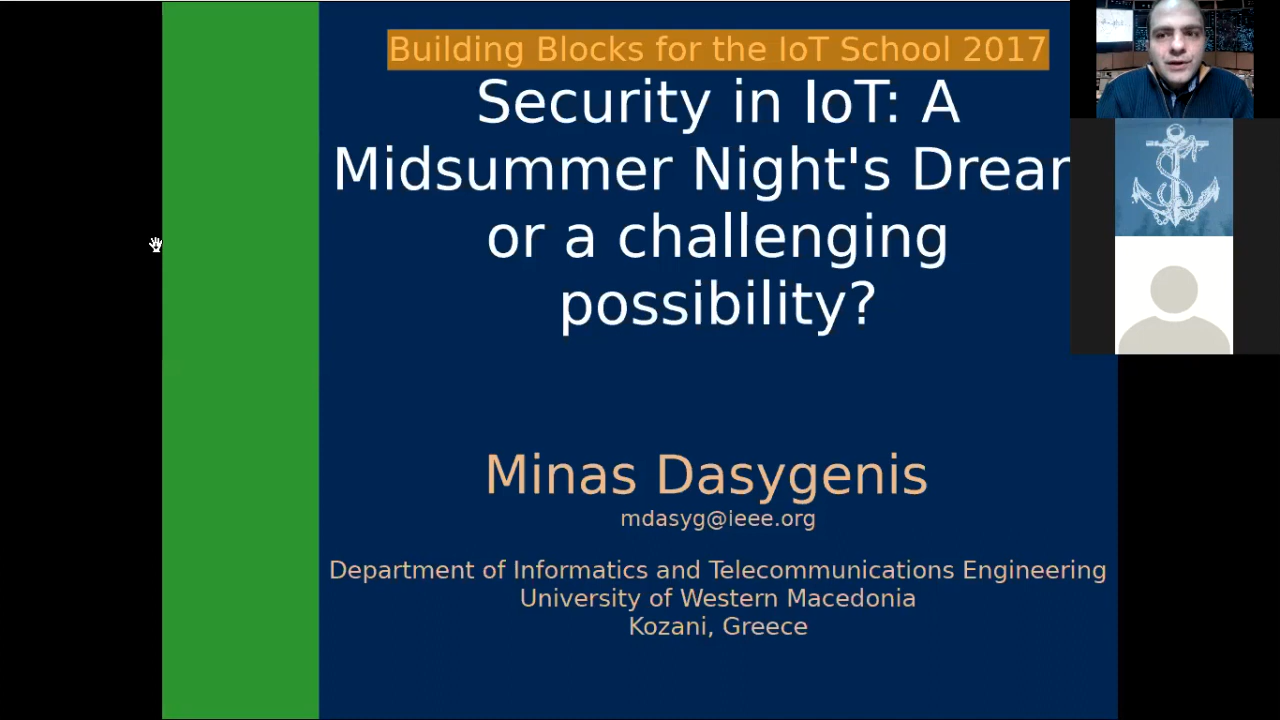 Building Blocks for the IoT School 2017
Security in IoT: A
Midsummer Night's Drear
or a challenging
possibility?
Minas Dasygenis
mdasyg@ieee.org
Department of Informatics and Telecommunications Engineering
University of Western Macedonia
Kozani, Greece